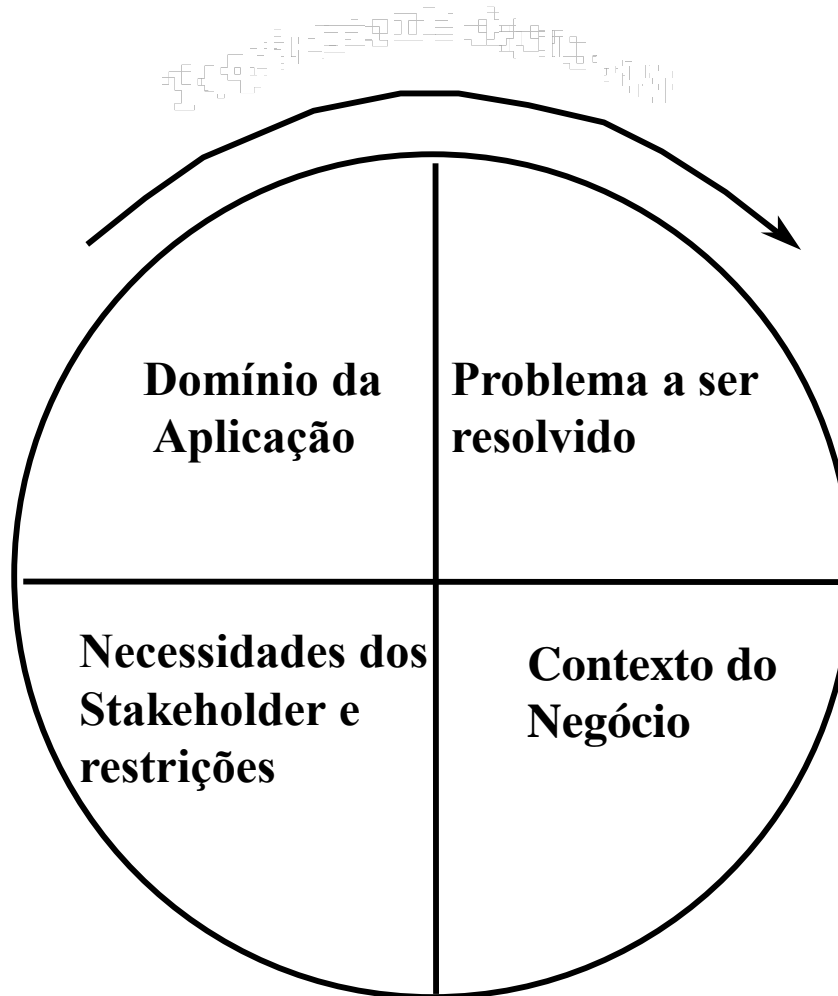 Domínio da
Aplicação
Problema a ser
resolvido
Necessidades dos
Stakeholder e
restrições
Contexto do
Negócio